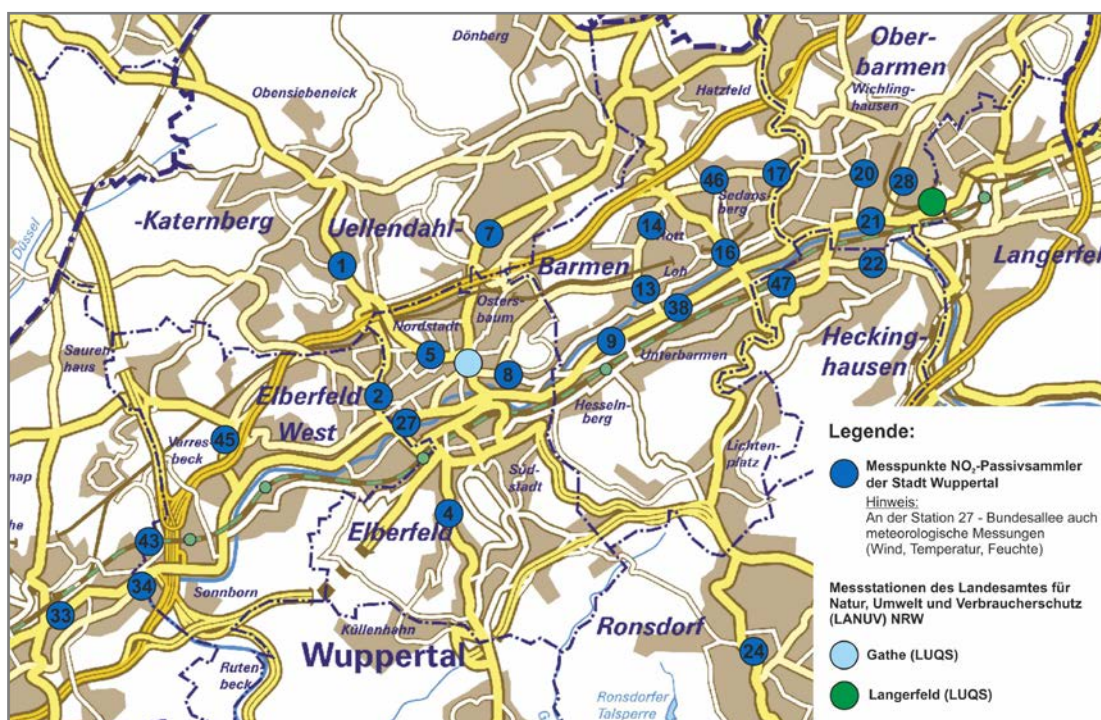 Dönberg
Ober-
barmen
Wichling-
hausen
Obensiebeneick
Hatzfeld
Düssel
-Katernberg
Uellendahl-
1
7
14
Rott
46
Sedans-
berg
17
20
28
21
22
Langerfel
Barmen
16
Loh
13
38
47
Osters-
baum
Nordstadt
5
8
9
Unterbarmen
Hecking-
hausen
Sauren
haus
Elberfeld
West
2
27
Hesseln-
berg
Lichten-
platz
Varres-
beck
45
Süd-
stadt
4
Elberfeld
43
34
33
Sonnborn
Küllenhahn
Wuppertal
Ruten-
beck
Ronsdorf
24
Ronsdorfer
Talsperre
Legende:
Messpunkte NO₂-Passivsammler
der Stadt Wuppertal
Hinweis:
An der Station 27 - Bundesallee auch
meteorologische Messungen
(Wind, Temperatur, Feuchte)
Messstationen des Landesamtes für
Natur, Umwelt und Verbraucherschutz
(LANUV) NRW
Gathe (LUQS)
Langerfeld (LUQS)